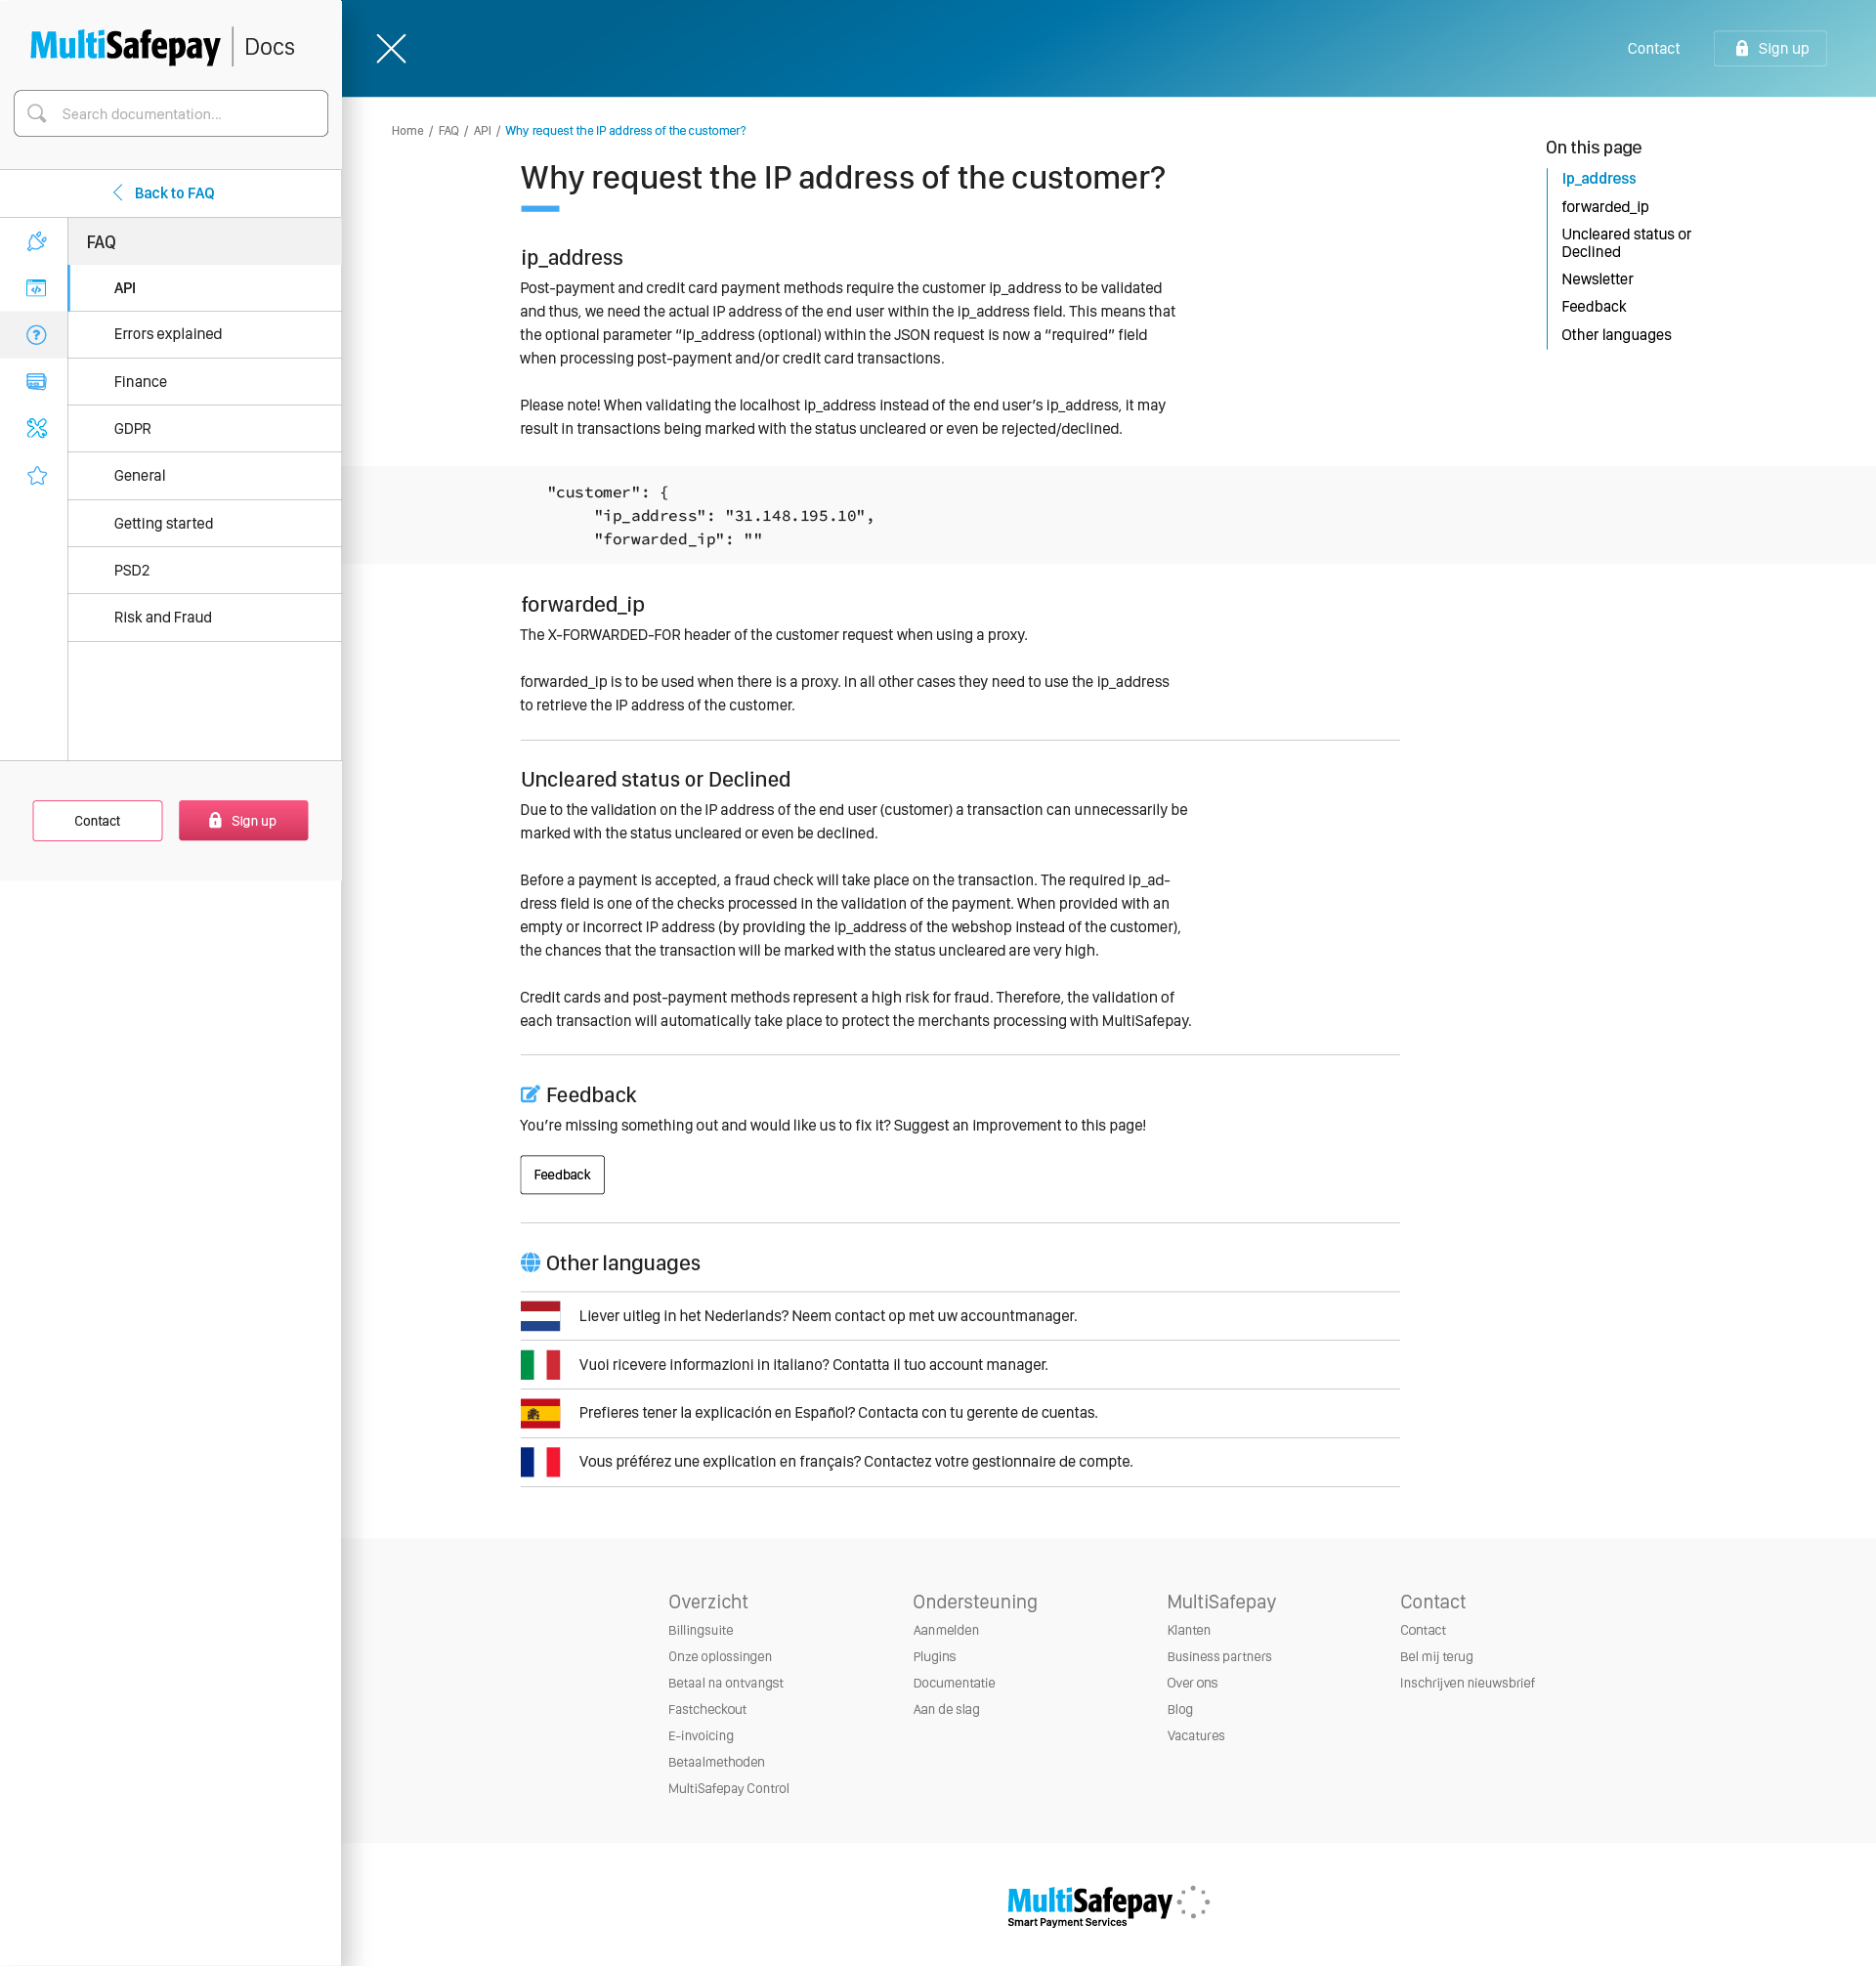 MultiSafepay Docs
Search documentation...
Back to FAQ
FAQ
API
Errors explained
Finance
GDPR
General
Getting started
PSD2
Risk and Fraud
Contact
Sign up
Contact
Sign up
Home / FAQ / API / Why request the IP address of the customer?
Why request the IP address of the customer?
ip_address
Post-payment and credit card payment methods require the customer ip_address to be validated
and thus, we need the actual IP address of the end user within the ip_address field. This means that
the optional parameter “ip_address (optional) within the JSON request is now a “required” field
when processing post-payment and/or credit card transactions.
Please note! When validating the localhost ip_address instead of the end user’s ip_address, it may
result in transactions being marked with the status uncleared or even be rejected/declined.
"customer": {
"ip_address": "31.148.195.10",
"forwarded_ip": ""
forwarded_ip
The X-FORWARDED-FOR header of the customer request when using a proxy.
forwarded_ip is to be used when there is a proxy. In all other cases they need to use the ip_address
to retrieve the IP address of the customer.
Uncleared status or Declined
Due to the validation on the IP address of the end user (customer) a transaction can unnecessarily be
marked with the status uncleared or even be declined.
Before a payment is accepted, a fraud check will take place on the transaction. The required ip_ad-
dress field is one of the checks processed in the validation of the payment. When provided with an
empty or incorrect IP address (by providing the ip_address of the webshop instead of the customer),
the chances that the transaction will be marked with the status uncleared are very high.
Credit cards and post-payment methods represent a high risk for fraud. Therefore, the validation of
each transaction will automatically take place to protect the merchants processing with MultiSafepay.
Feedback
You’re missing something out and would like us to fix it? Suggest an improvement to this page!
Feedback
Other languages
Liever uitleg in het Nederlands? Neem contact op met uw accountmanager.
Vuoi ricevere informazioni in italiano? Contatta il tuo account manager.
Prefieres tener la explicación en Español? Contacta con tu gerente de cuentas.
Vous préférez une explication en français? Contactez votre gestionnaire de compte.
On this page
Ip_address
forwarded_ip
Uncleared status or
Declined
Newsletter
Feedback
Other languages
Overzicht
Billingsuite
Onze oplossingen
Betaal na ontvangst
Fastcheckout
E-invoicing
Betaalmethoden
MultiSafepay Control
Ondersteuning
Aanmelden
Plugins
Documentatie
Aan de slag
MultiSafepay
Klanten
Business partners
Over ons
Blog
Vacatures
Contact
Contact
Bel mij terug
Inschrijven nieuwsbrief
MultiSafepay
Smart Payment Services